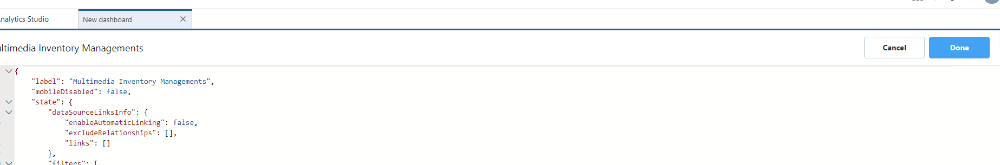 nalytics Studio
New dashboard
ltimedia Inventory Managements
Cancel
Done
{
"label": "Multimedia Inventory Managements",
"mobileDisabled": false,
"state": {
"dataSourceLinksInfo": {
"enableAutomaticLinking": false,
"excludeRelationships": [],
"links": []
},
"filters": [